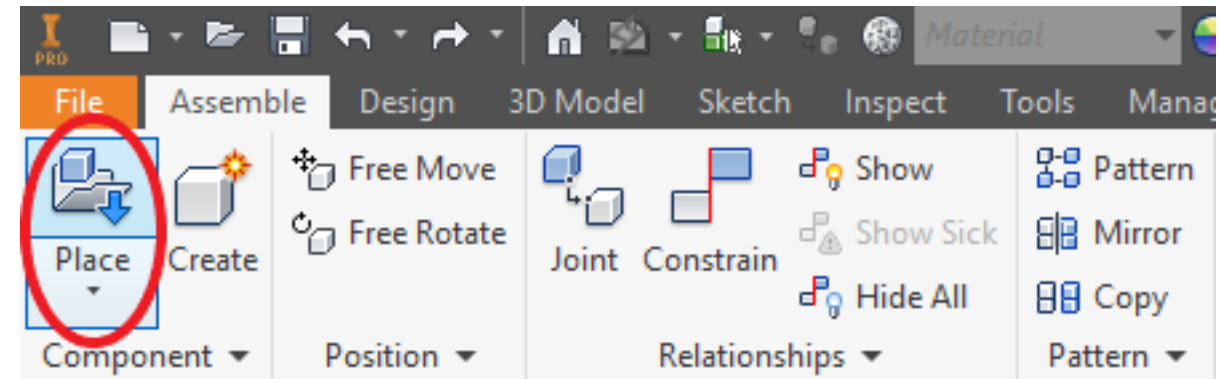 PRO
Material
File Assemble Design 3D Model Sketch Inspect Tools Manag
Free Move Show Pattern
Place Create Free Rotate Joint Constrain Show Sick Mirror
Hide All Copy
Component Position Relationships Pattern